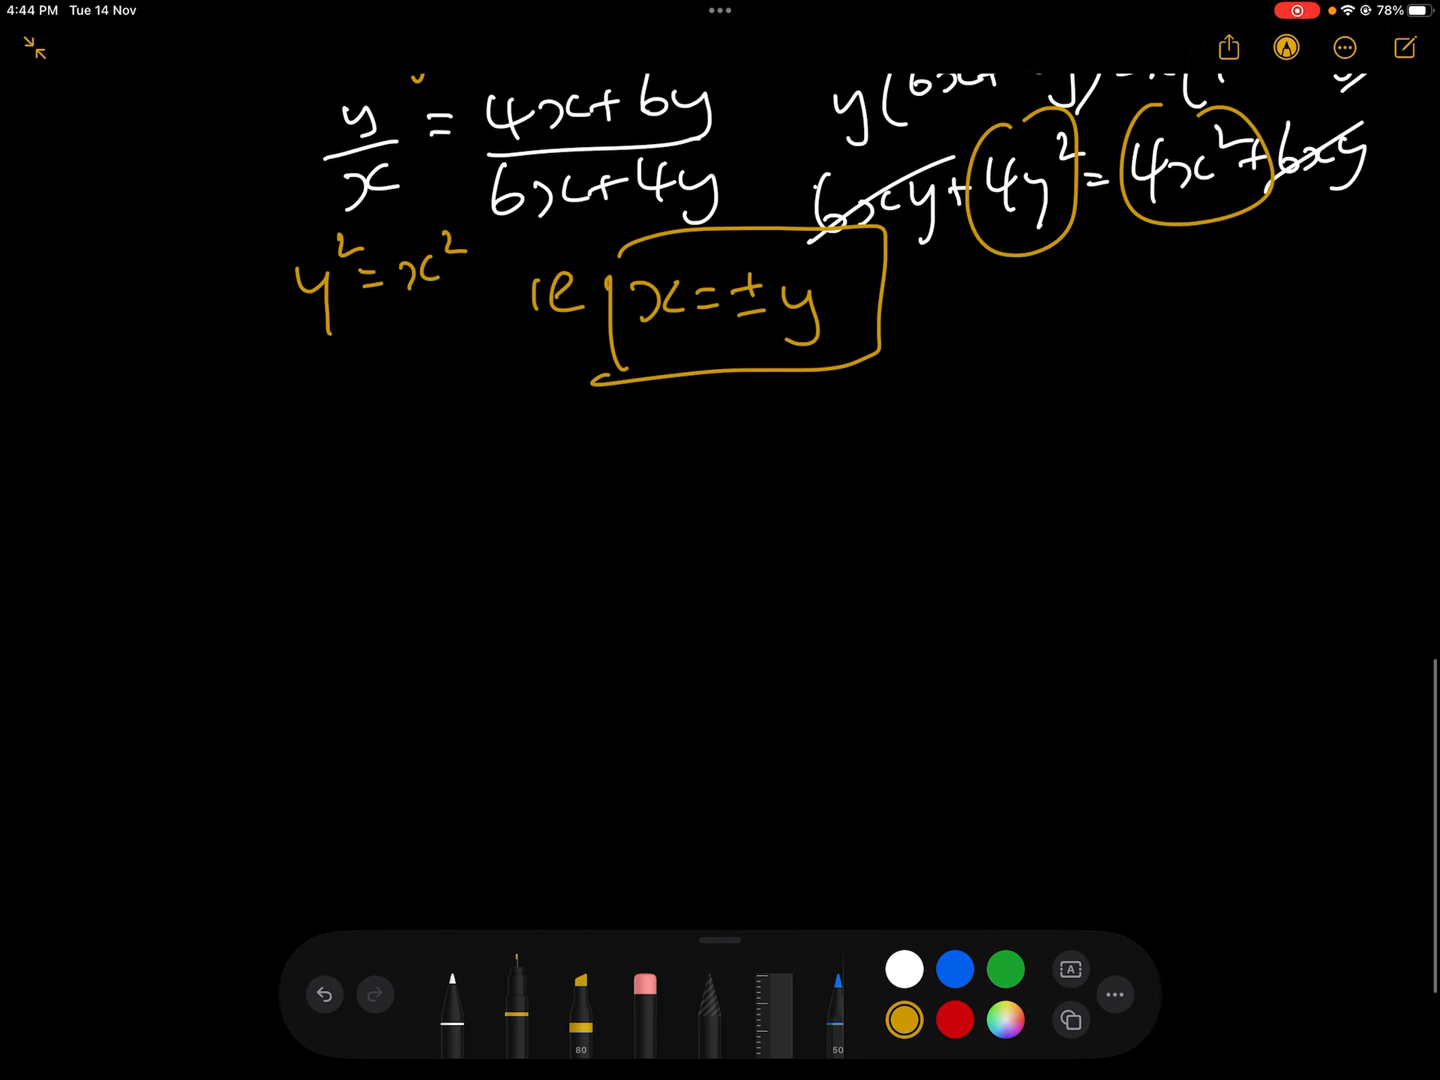 4:44 PM Tue 14 Nov
78%
y/x = (4x+6y)/(6x+4y)
6xy+4y²=4x²+6xy
y²=x² ie x=±y
80
50
A